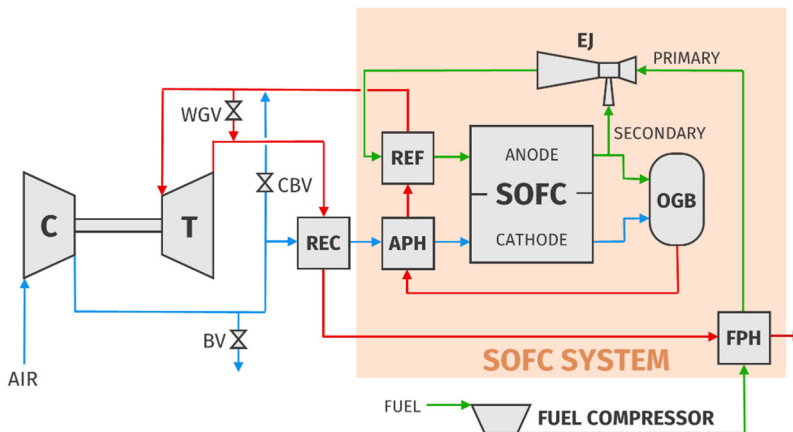 EJ
PRIMARY
WGV
SECONDARY
REF
ANODE
CBV
SOFC
OGB
C
T
REC
APH
CATHODE
BV
FPH
SOFC SYSTEM
AIR
FUEL
FUEL COMPRESSOR